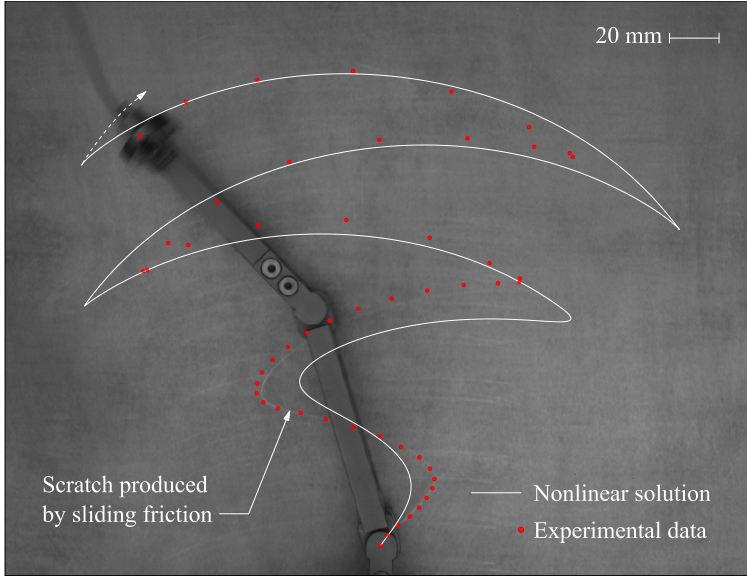 20 mm
Scratch produced
by sliding friction
Nonlinear solution
Experimental data